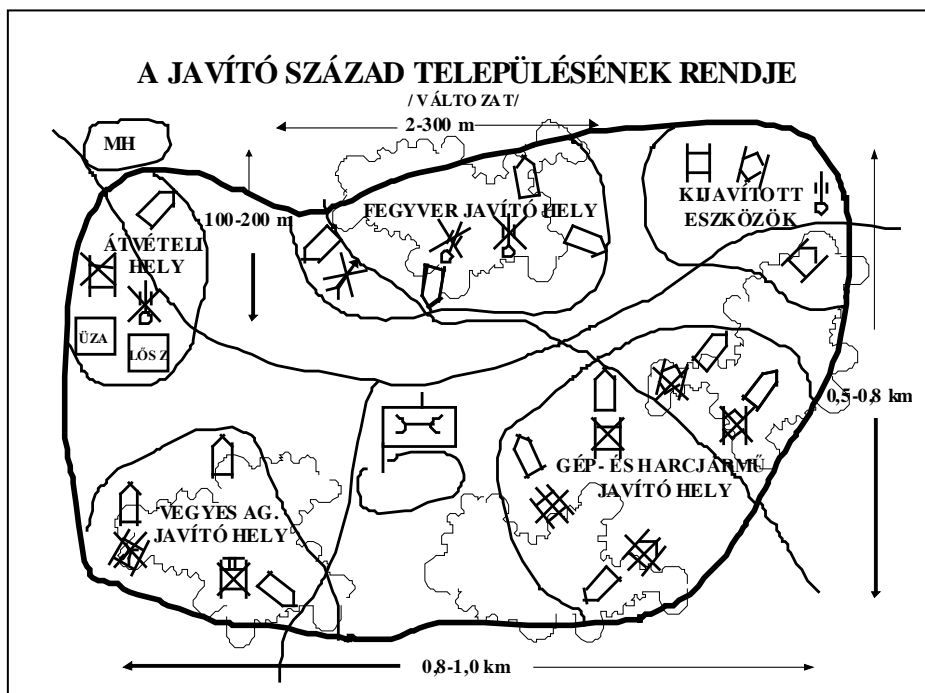 A JAVÍTÓ SZÁZAD TELEPÜLÉSÉNEK RENDJE
/VÁLTOZAT/
2-300 m
MH
100-200 m
FEGYVER JAVÍTÓ HELY
KIJAVÍTOTT
ESZKÖZÖK
ÁTVÉTELI
HELY
ÜZA
LŐSZ
0,5-0,8 km
GÉP- ÉS HARCJÁRMŰ
JAVÍTÓ HELY
VEGYES AG.
JAVÍTÓ HELY
0,8-1,0 km